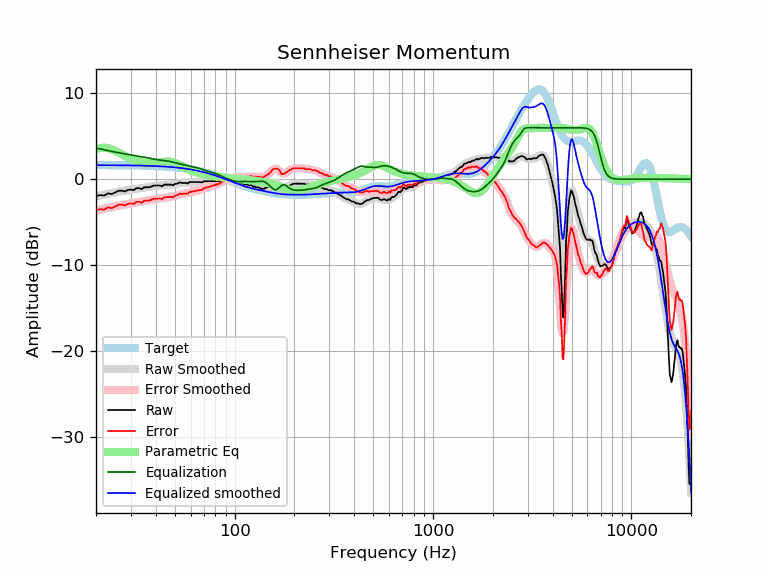 Sennheiser Momentum
Amplitude (dBr)
10
0
−10
−20
−30
Target
Raw Smoothed
Error Smoothed
Raw
Error
Parametric Eq
Equalization
Equalized smoothed
100
1000
10000
Frequency (Hz)